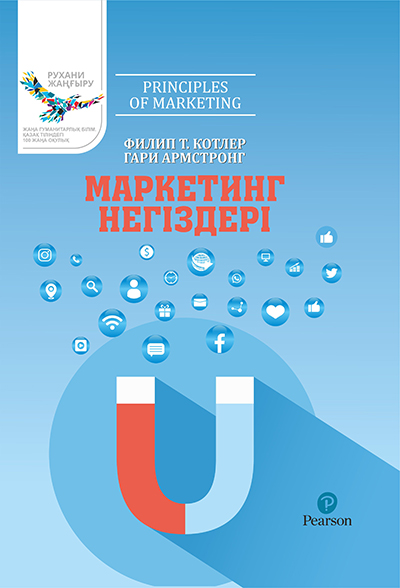 РУХАНИ
ЖАҢҒЫРУ
ЖАҢА ГУМАНИТАРЛЫҚ БІЛІМ.
ҚАЗАҚ ТІЛІНДЕГІ
100 ЖАҢА ОҚУЛЫҚ
PRINCIPLES
OF MARKETING
ФИЛИП Т. КОТЛЕР
ГАРИ АРМСТРОНГ
МАРКЕТИНГ
НЕГІЗДЕРІ
Pearson